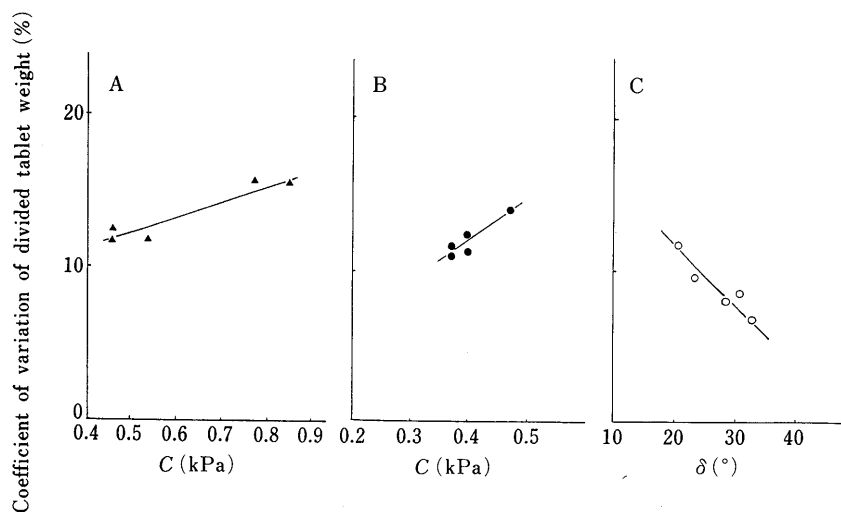 Coefficient of variation of divided tablet weight (%)
A
B
C
20
10
0
0.4 0.5 0.6 0.7 0.8 0.9
0.2 0.3 0.4 0.5
10 20 30 40
C (kPa)
C (kPa)
δ (°)